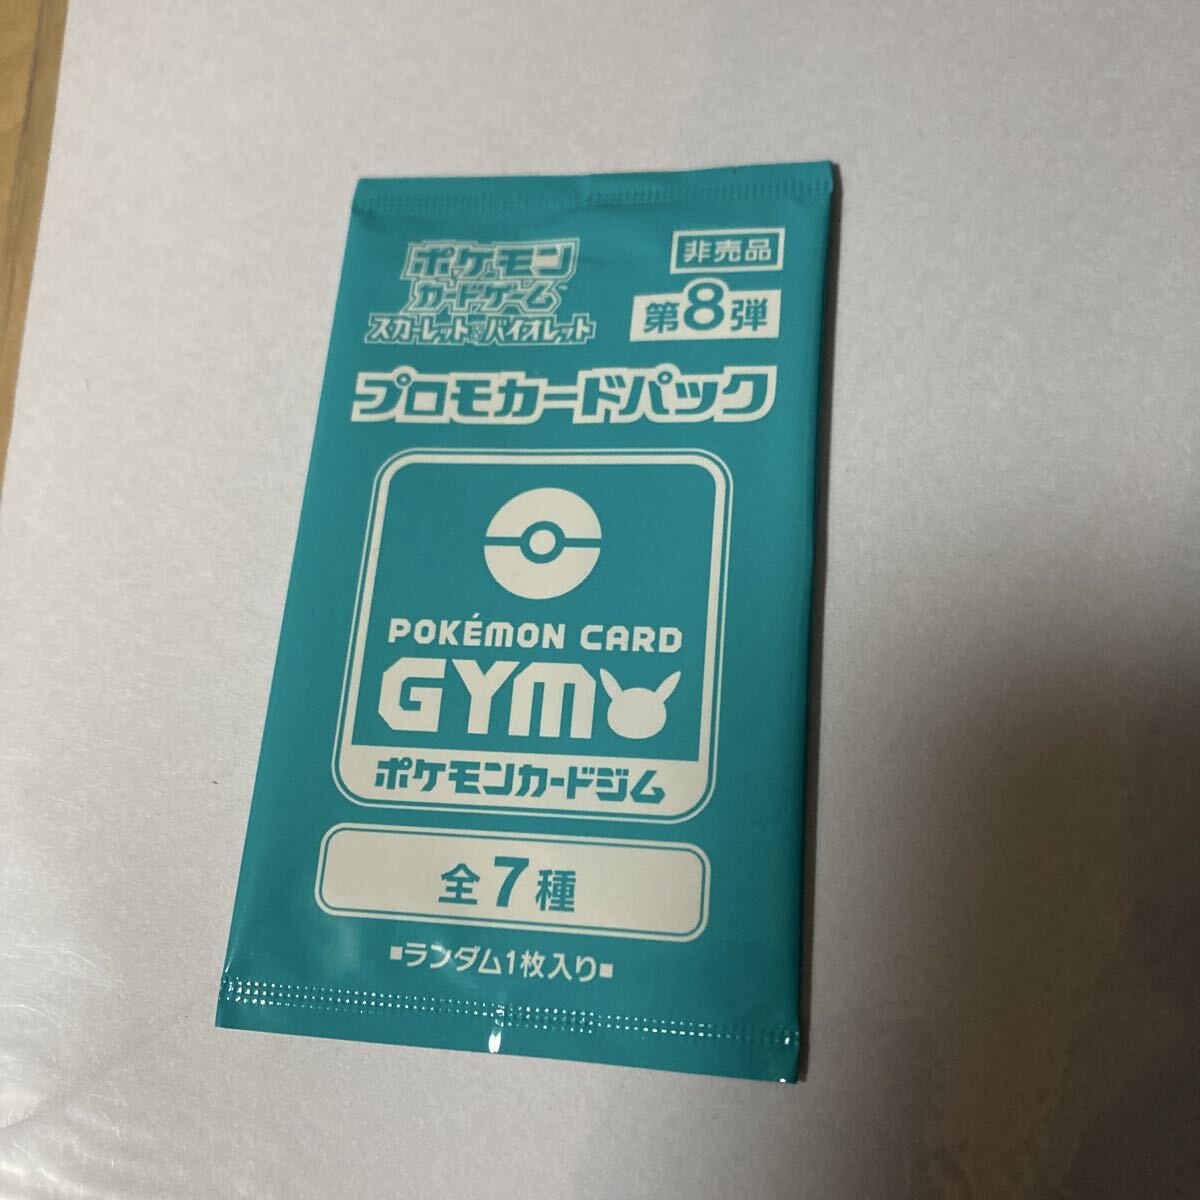 ポケモン
カードゲーム
スカーレット&バイオレット
非売品
第8弾
プロモカードパック
POKÉMON CARD
GYM
ポケモンカードジム
全7種
■ランダム1枚入り■